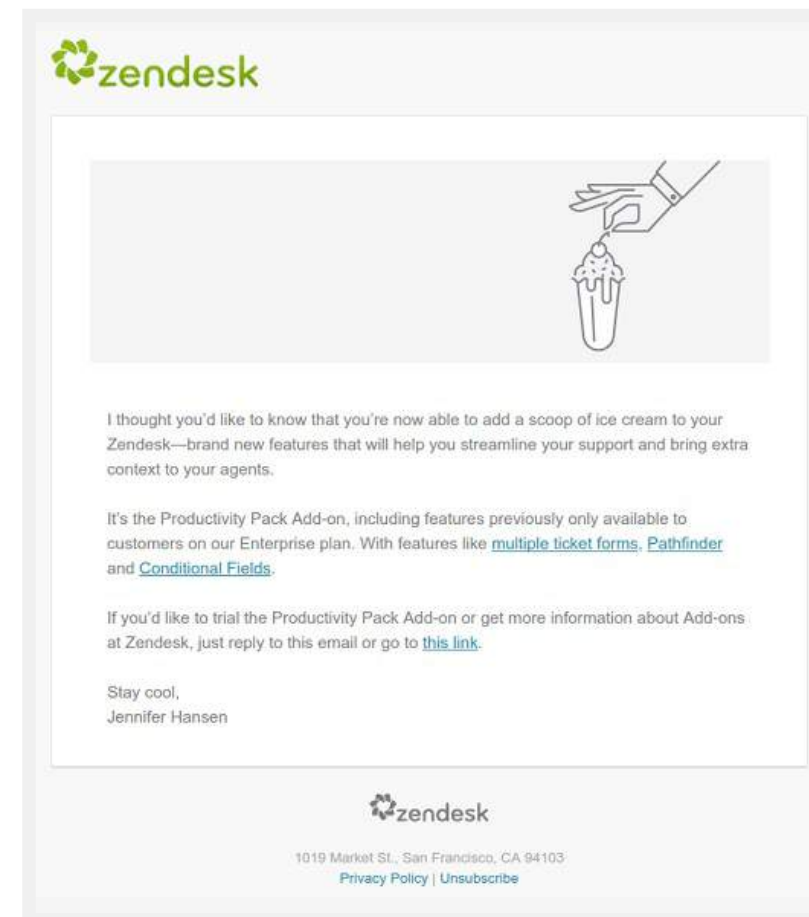 zendesk
I thought you’d like to know that you’re now able to add a scoop of ice cream to your
Zendesk—brand new features that will help you streamline your support and bring extra
context to your agents.
It’s the Productivity Pack Add-on, including features previously only available to
customers on our Enterprise plan. With features like multiple ticket forms, Pathfinder
and Conditional Fields.
If you’d like to trial the Productivity Pack Add-on or get more information about Add-ons
at Zendesk, just reply to this email or go to this link.
Stay cool,
Jennifer Hansen
zendesk
1019 Market St., San Francisco, CA 94103
Privacy Policy | Unsubscribe